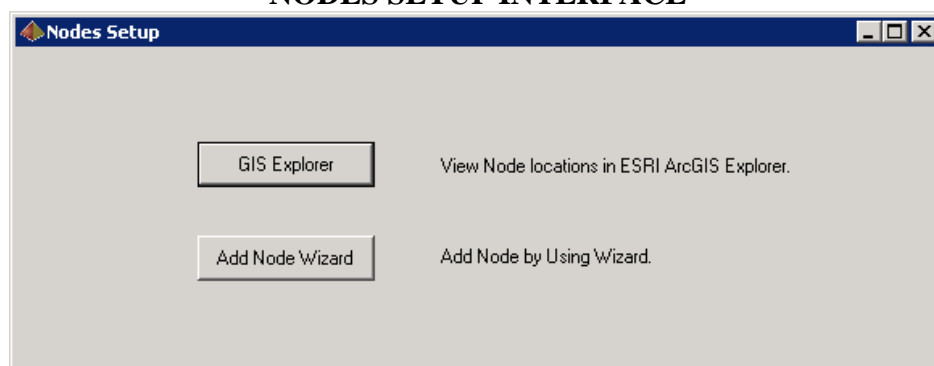 NODES SETUP INTERFACE
Nodes Setup
GIS Explorer View Node locations in ESRI ArcGIS Explorer.
Add Node Wizard Add Node by Using Wizard.